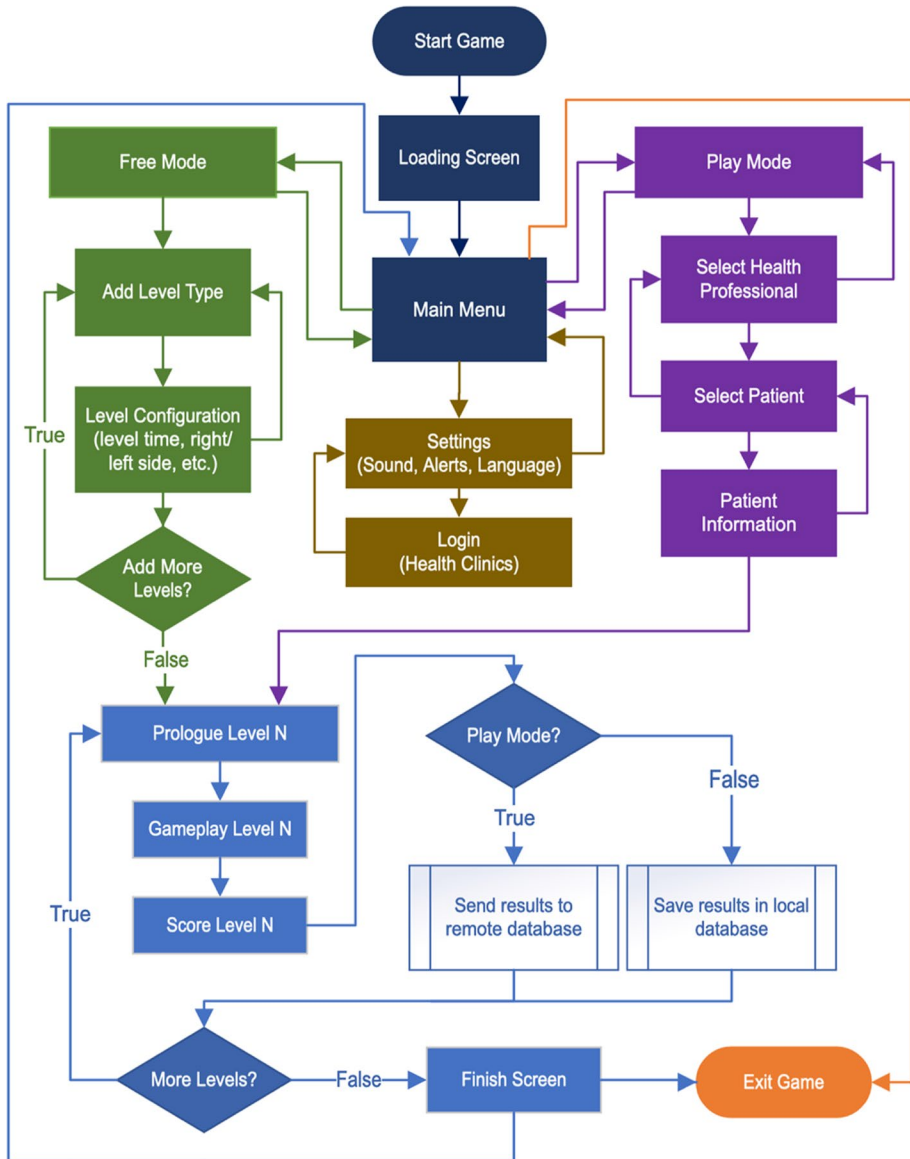 Start Game
Loading Screen
Free Mode
Play Mode
Add Level Type
Main Menu
Select Health
Professional
Level Configuration
(level time, right/
left side, etc.)
True
Settings
(Sound, Alerts, Language)
Select Patient
Login
(Health Clinics)
Patient
Information
Add More
Levels?
False
Prologue Level N
Play Mode?
Gameplay Level N
True
False
Score Level N
True
Send results to
remote database
Save results in local
database
More Levels?
False
Finish Screen
Exit Game